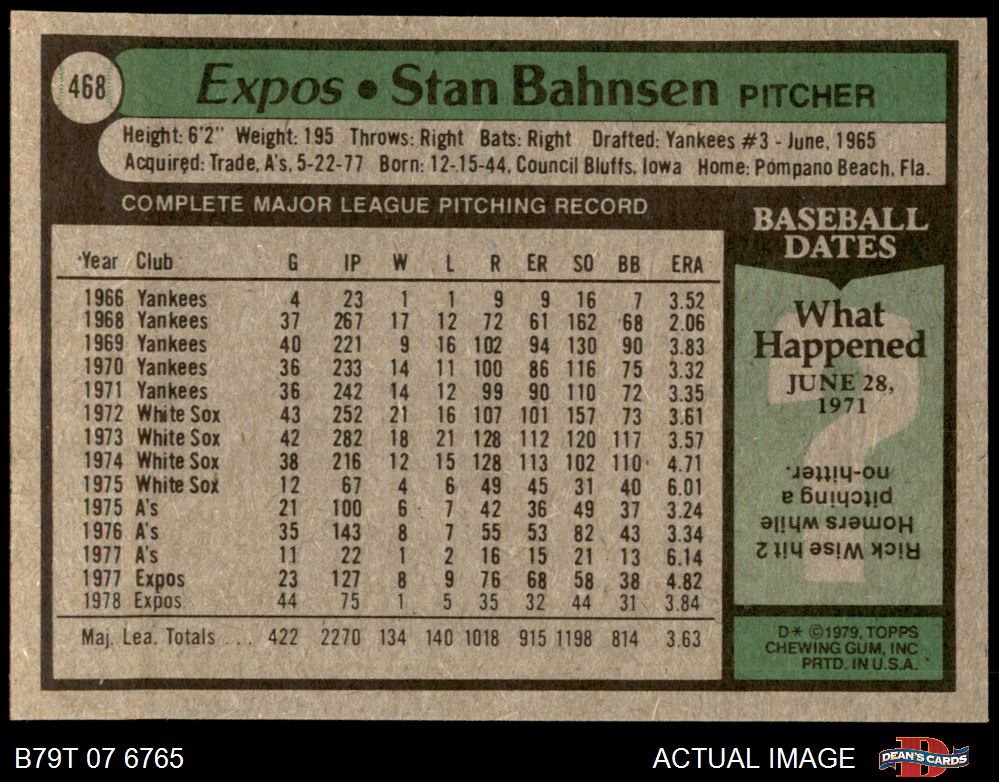 468
Expos • Stan Bahnsen PITCHER
Height: 6'2" Weight: 195 Throws: Right Bats: Right Drafted: Yankees #3 - June, 1965
Acquired: Trade, A's, 5-22-77 Born: 12-15-44, Council Bluffs, Iowa Home: Pompano Beach, Fla.
COMPLETE MAJOR LEAGUE PITCHING RECORD
Year Club G IP W L R ER SO BB ERA
1966 Yankees 4 23 1 1 9 9 16 7 3.52
1968 Yankees 37 267 17 12 72 61 162 68 2.06
1969 Yankees 40 221 9 16 102 94 130 90 3.83
1970 Yankees 36 233 14 11 100 86 116 75 3.32
1971 Yankees 36 242 14 12 99 90 110 72 3.35
1972 White Sox 43 252 21 16 107 101 157 73 3.61
1973 White Sox 42 282 18 21 128 112 120 117 3.57
1974 White Sox 38 216 12 15 128 113 102 110 4.71
1975 White Sox 12 67 4 6 49 45 31 40 6.01
1975 A's 21 100 6 7 42 36 49 37 3.24
1976 A's 35 143 8 7 55 53 82 43 3.34
1977 A's 11 22 1 2 16 15 21 13 6.14
1977 Expos 23 127 8 9 76 68 58 38 4.82
1978 Expos 44 75 1 5 35 32 44 31 3.84
Maj. Lea. Totals . . . 422 2270 134 140 1018 915 1198 814 3.63
BASEBALL
DATES
What
Happened
JUNE 28,
1971
Rick Wise hit 2
Homers while
pitching a
no-hitter.
D* ©1979, TOPPS
CHEWING GUM, INC
PRTD. IN U.S.A.
B79T 07 6765
ACTUAL IMAGE
DEAN'S CARDS